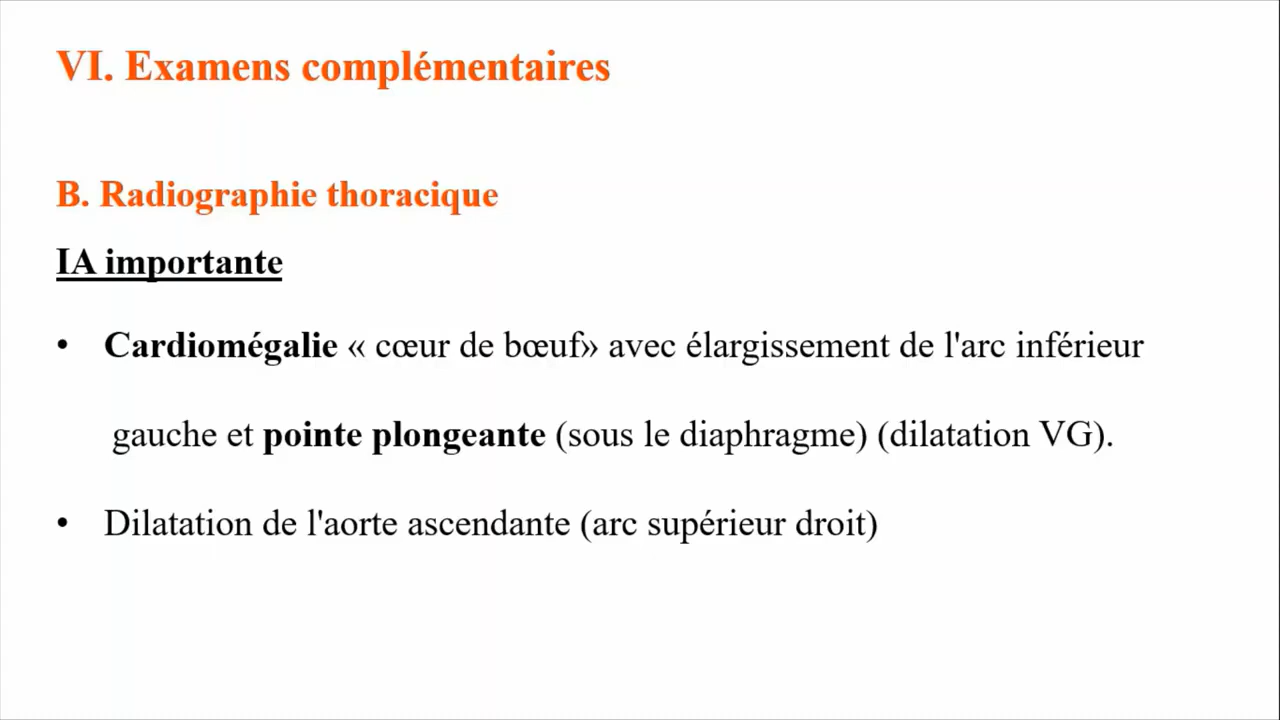 VI. Examens complémentaires
B. Radiographie thoracique
IA importante
• Cardiomégalie « cœur de bœuf» avec élargissement de l'arc inférieur
gauche et pointe plongeante (sous le diaphragme) (dilatation VG).
• Dilatation de l'aorte ascendante (arc supérieur droit)